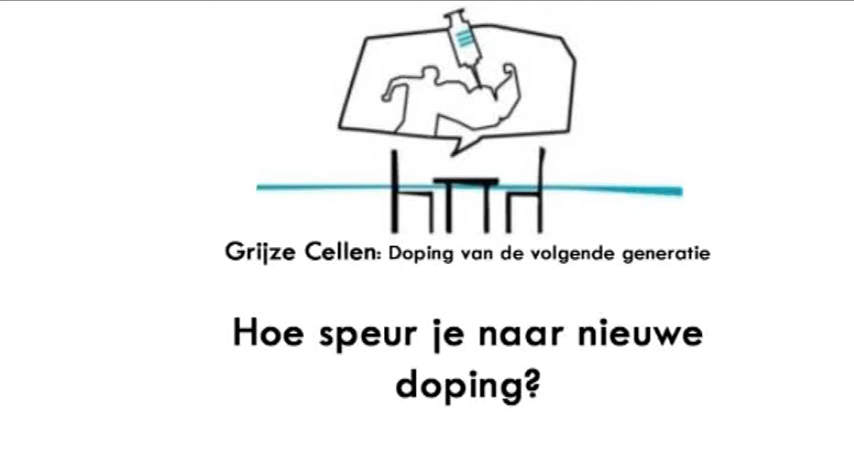 Grijze Cellen: Doping van de volgende generatie
Hoe speur je naar nieuwe
doping?